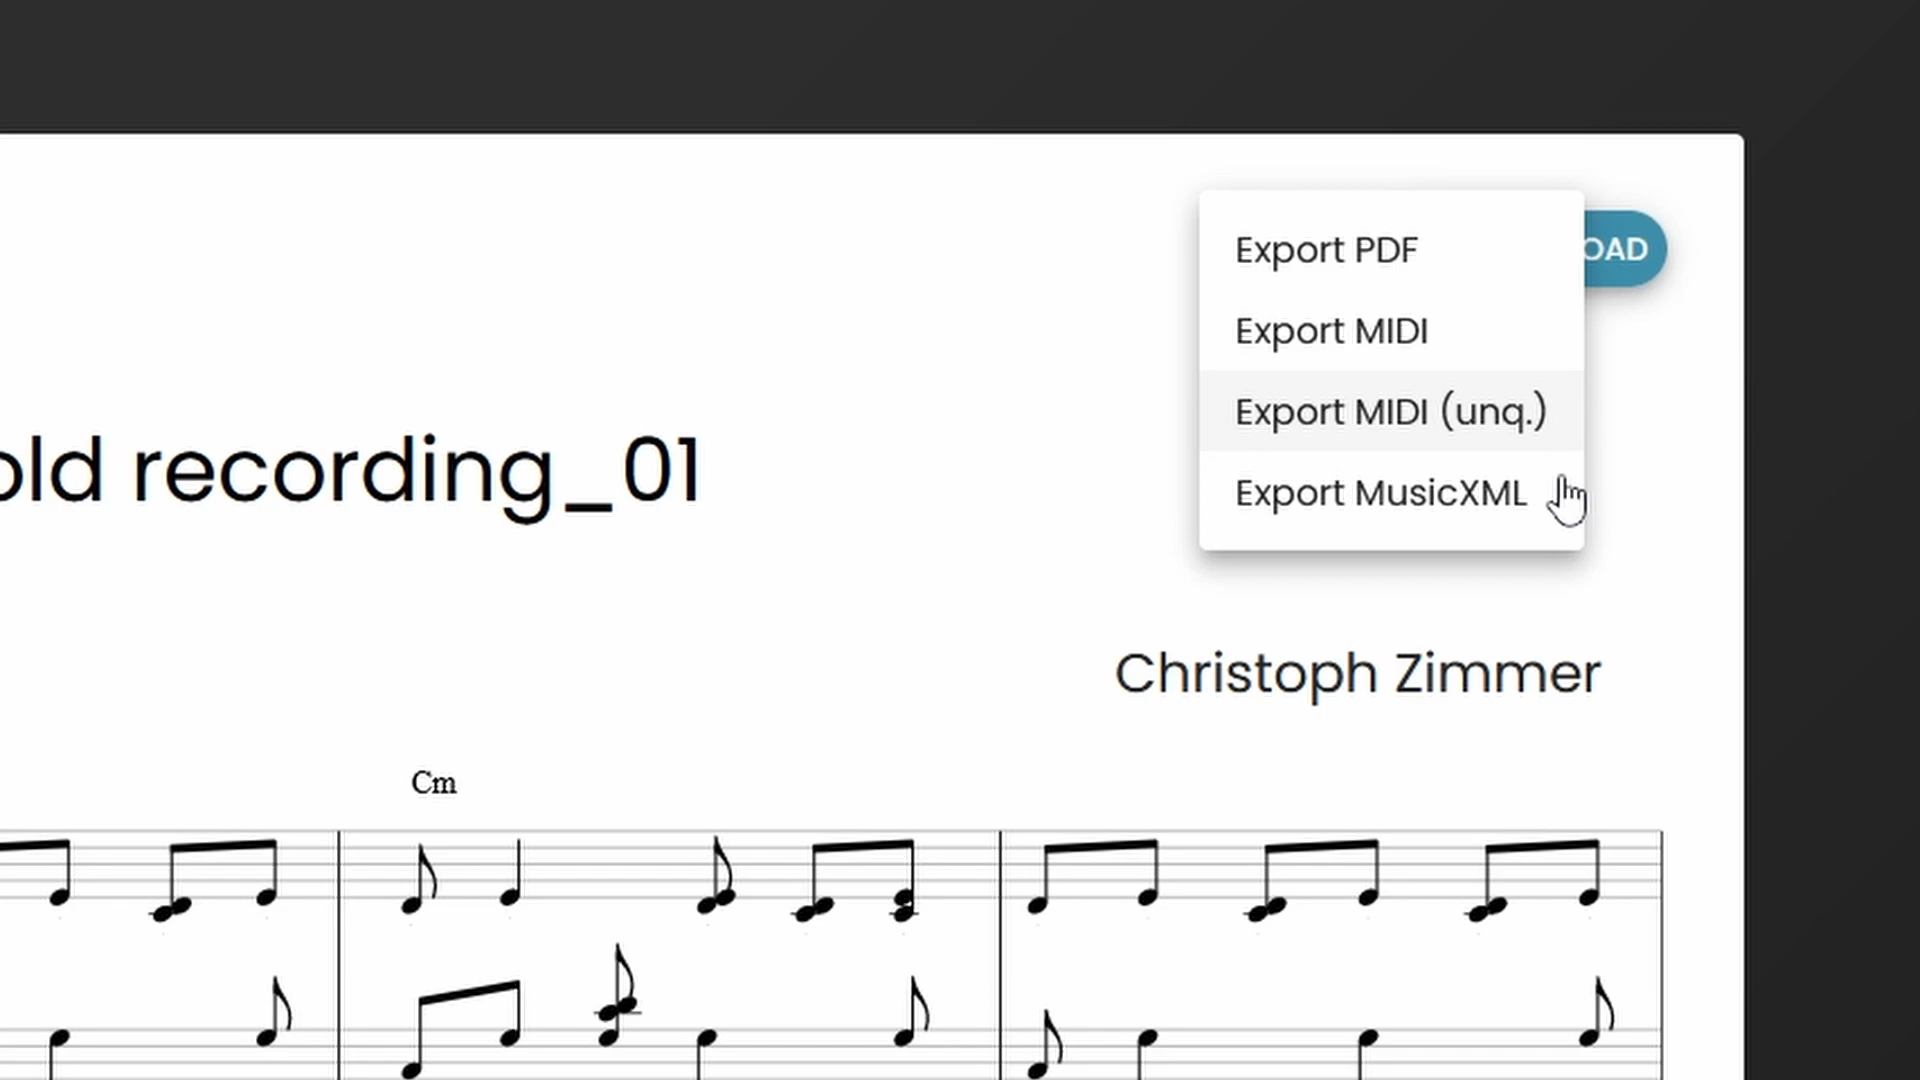 Export PDF
OAD
Export MIDI
Export MIDI (unq.)
old recording_01
Export MusicXML
Christoph Zimmer
Cm